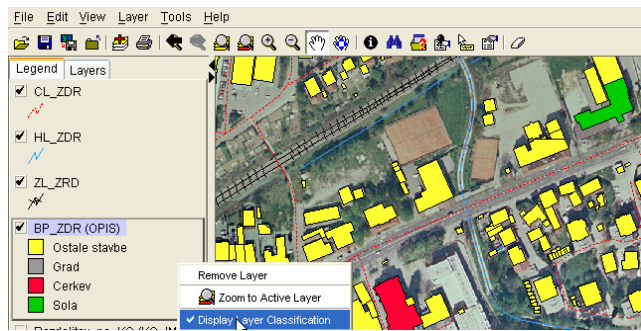 File Edit View Layer Tools Help
Legend Layers
CL_ZDR
HL_ZDR
ZL_ZRD
BP_ZDR (OPIS)
Ostale stavbe
Grad
Cerkev
Sola
Remove Layer
Zoom to Active Layer
Display Layer Classification